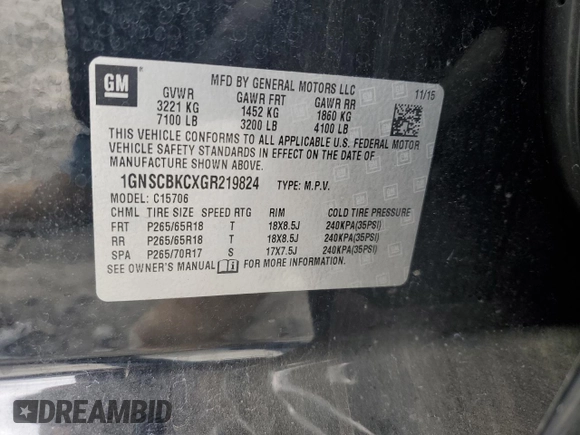 GM
MFD BY GENERAL MOTORS LLC
11/15
GVWR GAWR FRT GAWR RR
3221 KG 1452 KG 1860 KG
7100 LB 3200 LB 4100 LB
THIS VEHICLE CONFORMS TO ALL APPLICABLE U.S. FEDERAL MOTOR
VEHICLE SAFETY STANDARDS IN EFFECT ON THE DATE OF
MANUFACTURE SHOWN ABOVE.
1GNSCBKCXGR219824 TYPE: M.P.V.
MODEL: C15706
CHML TIRE SIZE SPEED RTG RIM COLD TIRE PRESSURE
FRT P265/65R18 T 18X8.5J 240KPA(35PSI)
RR P265/65R18 T 18X8.5J 240KPA(35PSI)
SPA P265/70R17 S 17X7.5J 240KPA(35PSI)
SEE OWNER'S MANUAL FOR MORE INFORMATION.
DREAMBID